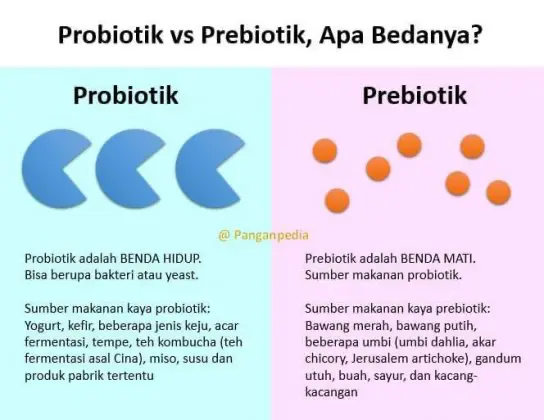 Probiotik vs Prebiotik, Apa Bedanya?
Probiotik
Prebiotik
@ Panganpedia
Probiotik adalah BENDA HIDUP.
Bisa berupa bakteri atau yeast.
Sumber makanan kaya probiotik:
Yogurt, kefir, beberapa jenis keju, acar
fermentasi, tempe, teh kombucha (teh
fermentasi asal Cina), miso, susu dan
produk pabrik tertentu
Prebiotik adalah BENDA MATI.
Sumber makanan probiotik.
Sumber makanan kaya prebiotik:
Bawang merah, bawang putih,
beberapa umbi (umbi dahlia, akar
chicory, Jerusalem artichoke), gandum
utuh, buah, sayur, dan kacang-
kacangan